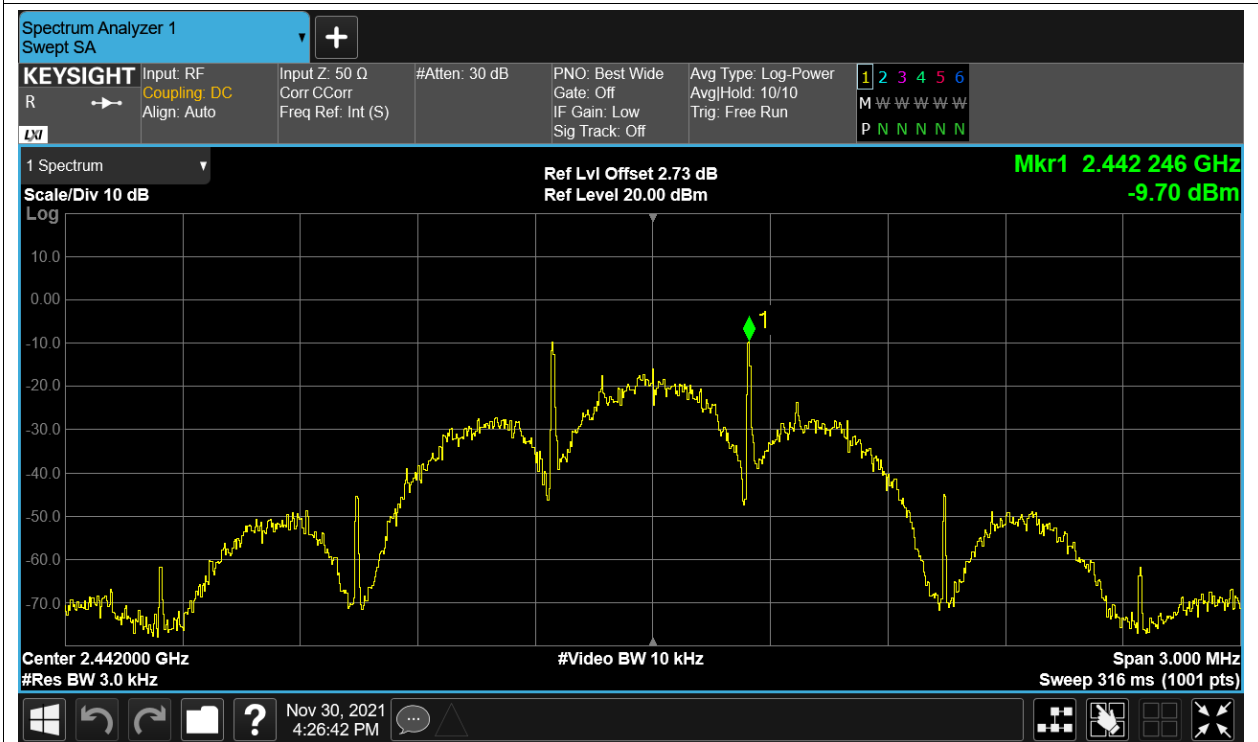 Spectrum Analyzer 1
Swept SA
KEYSIGHT
R
LXI
Input: RF
Coupling: DC
Align: Auto
Input Z: 50 Ω
Corr CCorr
Freq Ref: Int (S)
#Atten: 30 dB
PNO: Best Wide
Gate: Off
IF Gain: Low
Sig Track: Off
Avg Type: Log-Power
Avg|Hold: 10/10
Trig: Free Run
1 2 3 4 5 6
M W W W W W
P N N N N N
1 Spectrum
Scale/Div 10 dB
Log
Ref Lvl Offset 2.73 dB
Ref Level 20.00 dBm
Mkr1 2.442 246 GHz
-9.70 dBm
10.0
0.00
1
-10.0
-20.0
-30.0
-40.0
-50.0
-60.0
-70.0
Center 2.442000 GHz
#Res BW 3.0 kHz
#Video BW 10 kHz
Span 3.000 MHz
Sweep 316 ms (1001 pts)
?
Nov 30, 2021
4:26:42 PM